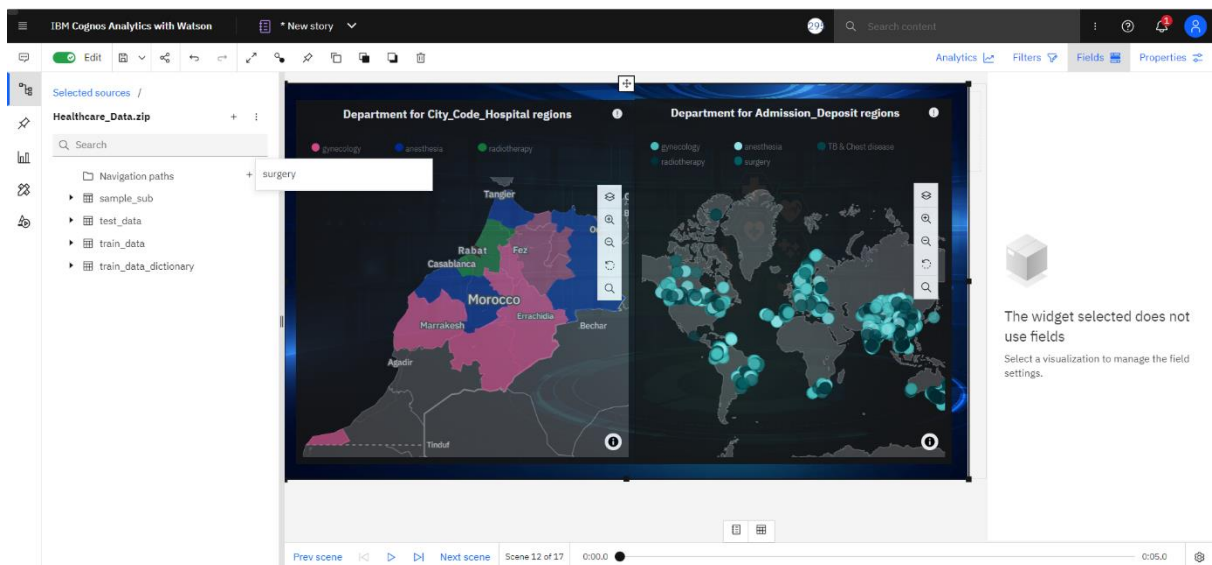 IBM Cognos Analytics with Watson
* New story
295
Search content
1
Edit
Analytics
Filters
Fields
Properties
Selected sources /
Healthcare_Data.zip
Search
Navigation paths
surgery
sample_sub
test_data
train_data
train_data_dictionary
Department for City_Code_Hospital regions
gynecology anesthesia radiotherapy
Tangier
Rabat
Fez
Casablanca
Morocco
Errachidia
Marrakesh
Bechar
Agadir
Tinduf
Department for Admission_Deposit regions
gynecology anesthesia TB & Chest disease
radiotherapy surgery
The widget selected does not
use fields
Select a visualization to manage the field
settings.
Prev scene Next scene Scene 12 of 17 0:00.0 0:05.0